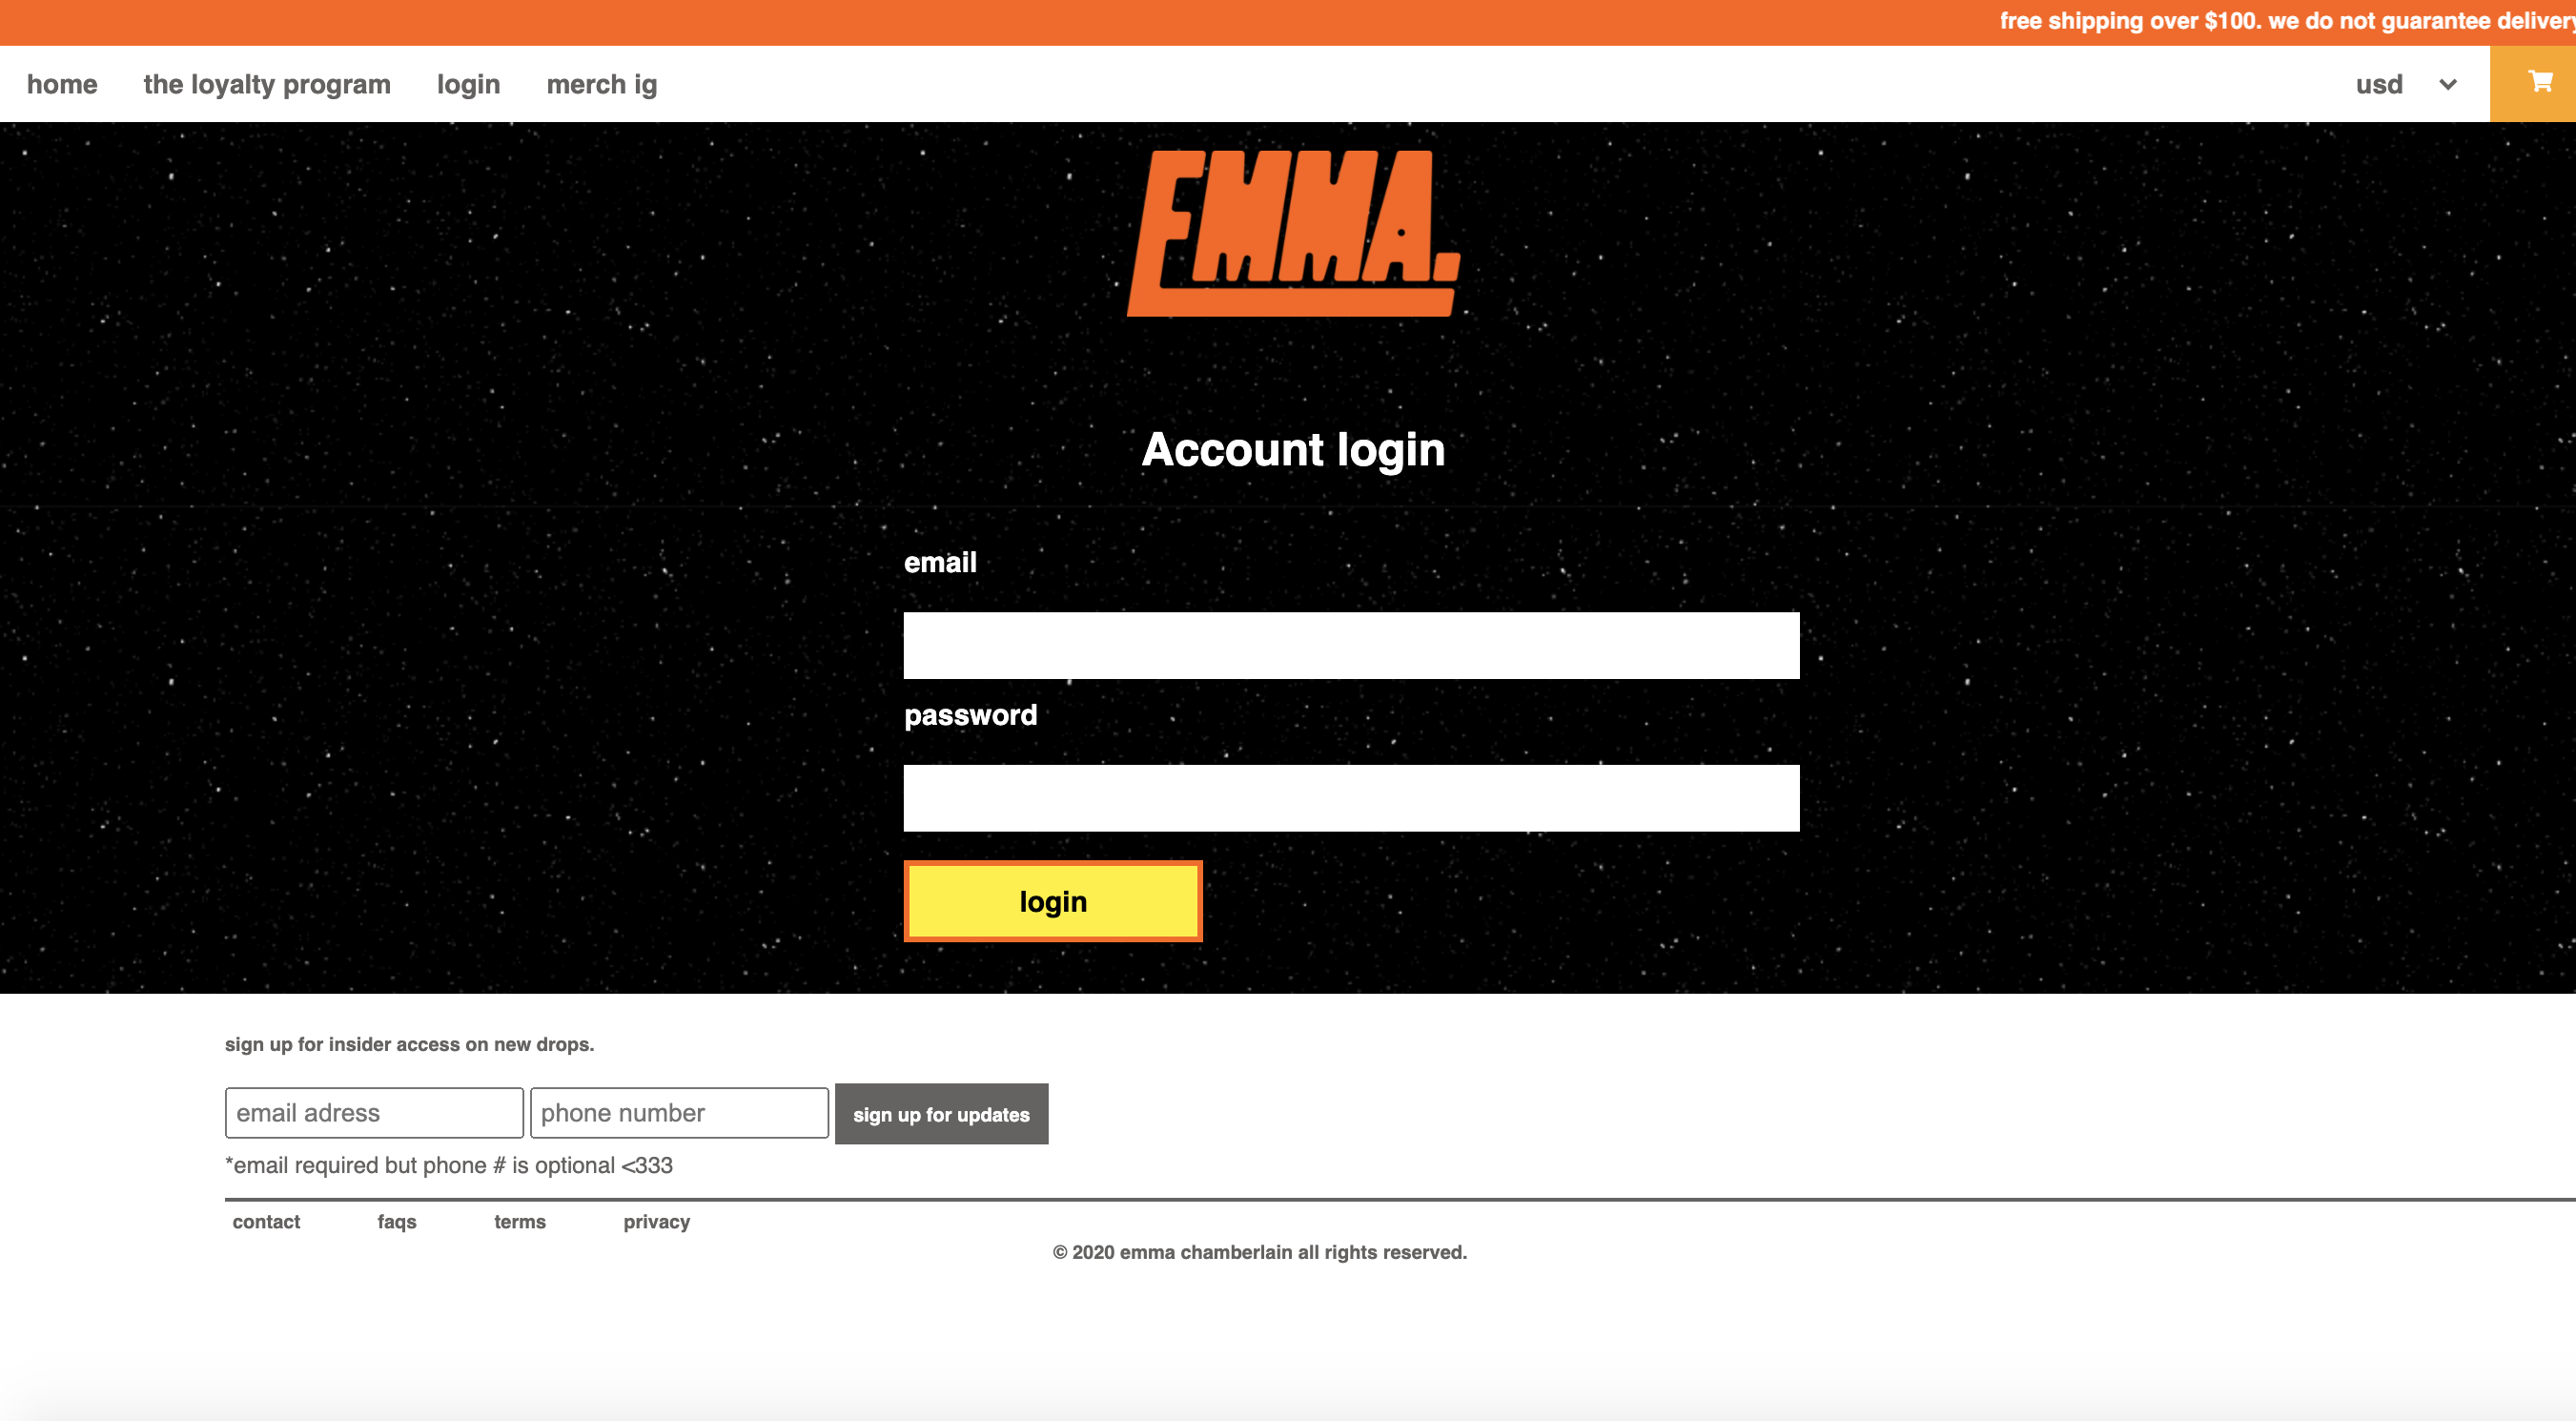 free shipping over $100. we do not guarantee delivery
home the loyalty program login merch ig usd
EMMA.
Account login
email
password
login
sign up for insider access on new drops.
email adress phone number sign up for updates
*email required but phone # is optional <333
contact faqs terms privacy
© 2020 emma chamberlain all rights reserved.